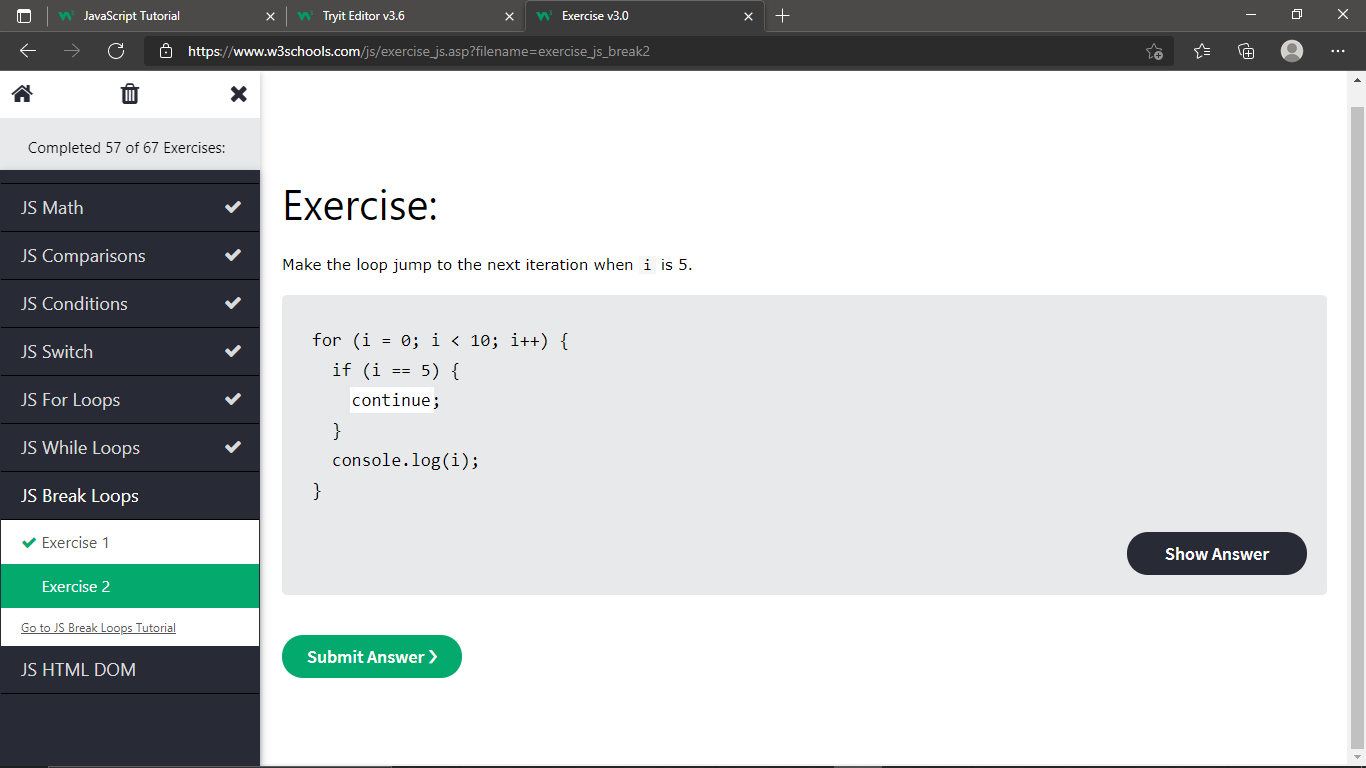 JavaScript Tutorial
Tryit Editor v3.6
Exercise v3.0
https://www.w3schools.com/js/exercise_js.asp?filename=exercise_js_break2
Completed 57 of 67 Exercises:
JS Math
JS Comparisons
JS Conditions
JS Switch
JS For Loops
JS While Loops
JS Break Loops
Exercise 1
Exercise 2
Go to JS Break Loops Tutorial
JS HTML DOM
Exercise:
Make the loop jump to the next iteration when i is 5.
for (i = 0; i < 10; i++) {
  if (i == 5) {
    continue;
  }
  console.log(i);
}
Show Answer
Submit Answer ❯